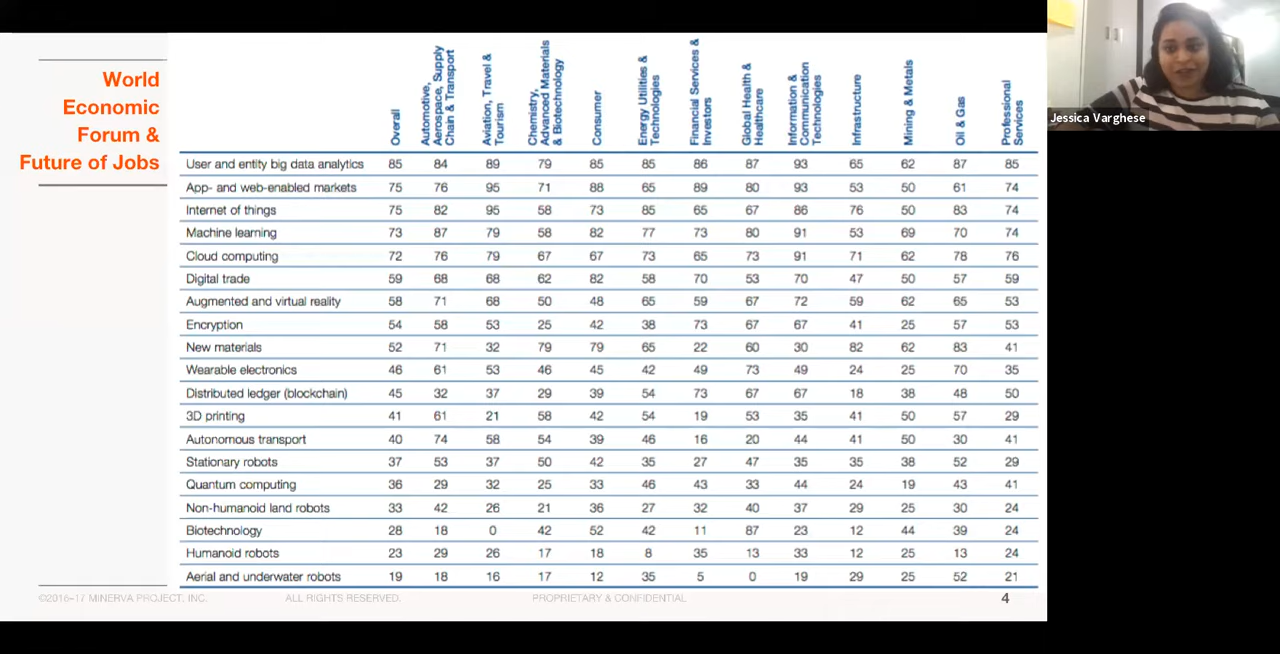 World
Economic
Forum &
Future of Jobs
Overall
Automotive,
Aerospace, Supply
Chain & Transport
Aviation, Travel &
Tourism
Chemistry,
Advanced Materials
& Biotechnology
Consumer
Energy Utilities &
Technologies
Financial Services &
Investors
Global Health &
Healthcare
Information &
Communication
Technologies
Infrastructure
Mining & Metals
Oil & Gas
Professional
Services
User and entity big data analytics 85 84 89 79 85 85 86 87 93 65 62 87 85
App- and web-enabled markets 75 76 95 71 88 65 89 80 93 53 50 61 74
Internet of things 75 82 95 58 73 85 65 67 86 76 50 83 74
Machine learning 73 87 79 58 82 77 73 80 91 53 69 70 74
Cloud computing 72 76 79 67 67 73 65 73 91 71 62 78 76
Digital trade 59 68 68 62 82 58 70 53 70 47 50 57 59
Augmented and virtual reality 58 71 68 50 48 65 59 67 72 59 62 65 53
Encryption 54 58 53 25 42 38 73 67 67 41 25 57 53
New materials 52 71 32 79 79 65 22 60 30 82 62 83 41
Wearable electronics 46 61 53 46 45 42 49 73 49 24 25 70 35
Distributed ledger (blockchain) 45 32 37 29 39 54 73 67 67 18 38 48 50
3D printing 41 61 21 58 42 54 19 53 35 41 50 57 29
Autonomous transport 40 74 58 54 39 46 16 20 44 41 50 30 41
Stationary robots 37 53 37 50 42 35 27 47 35 35 38 52 29
Quantum computing 36 29 32 25 33 46 43 33 44 24 19 43 41
Non-humanoid land robots 33 42 26 21 36 27 32 40 37 29 25 30 24
Biotechnology 28 18 0 42 52 42 11 87 23 12 44 39 24
Humanoid robots 23 29 26 17 18 8 35 13 33 12 25 13 24
Aerial and underwater robots 19 18 16 17 12 35 5 0 19 29 25 52 21
©2016–17 MINERVA PROJECT, INC. ALL RIGHTS RESERVED. PROPRIETARY & CONFIDENTIAL 4
Jessica Varghese